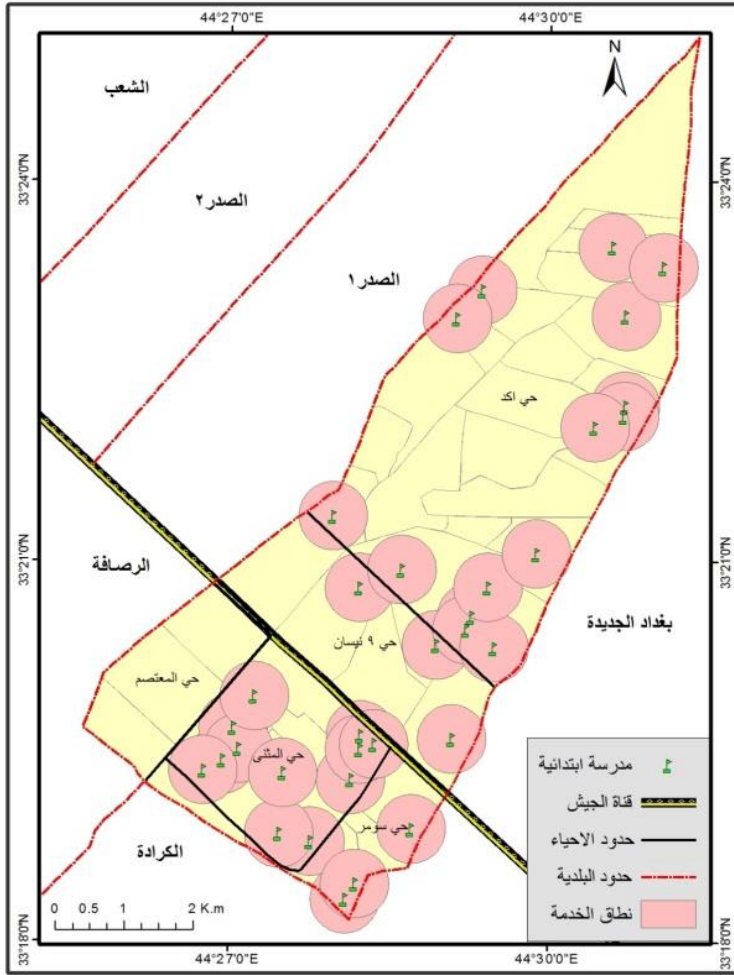 44°27'0"E
44°30'0"E
N
الشعب
33°24'0"N
33°24'0"N
الصدر٢
الصدر١
حي اكد
33°21'0"N
33°21'0"N
الرصافة
بغداد الجديدة
حي ٩ نيسان
حي المعتصم
حي المثنى
حي سومر
الكرادة
مدرسة ابتدائية
قناة الجيش
حدود الاحياء
حدود البلدية
نطاق الخدمة
0 0.5 1 2 K.m
33°18'0"N
33°18'0"N
44°27'0"E
44°30'0"E